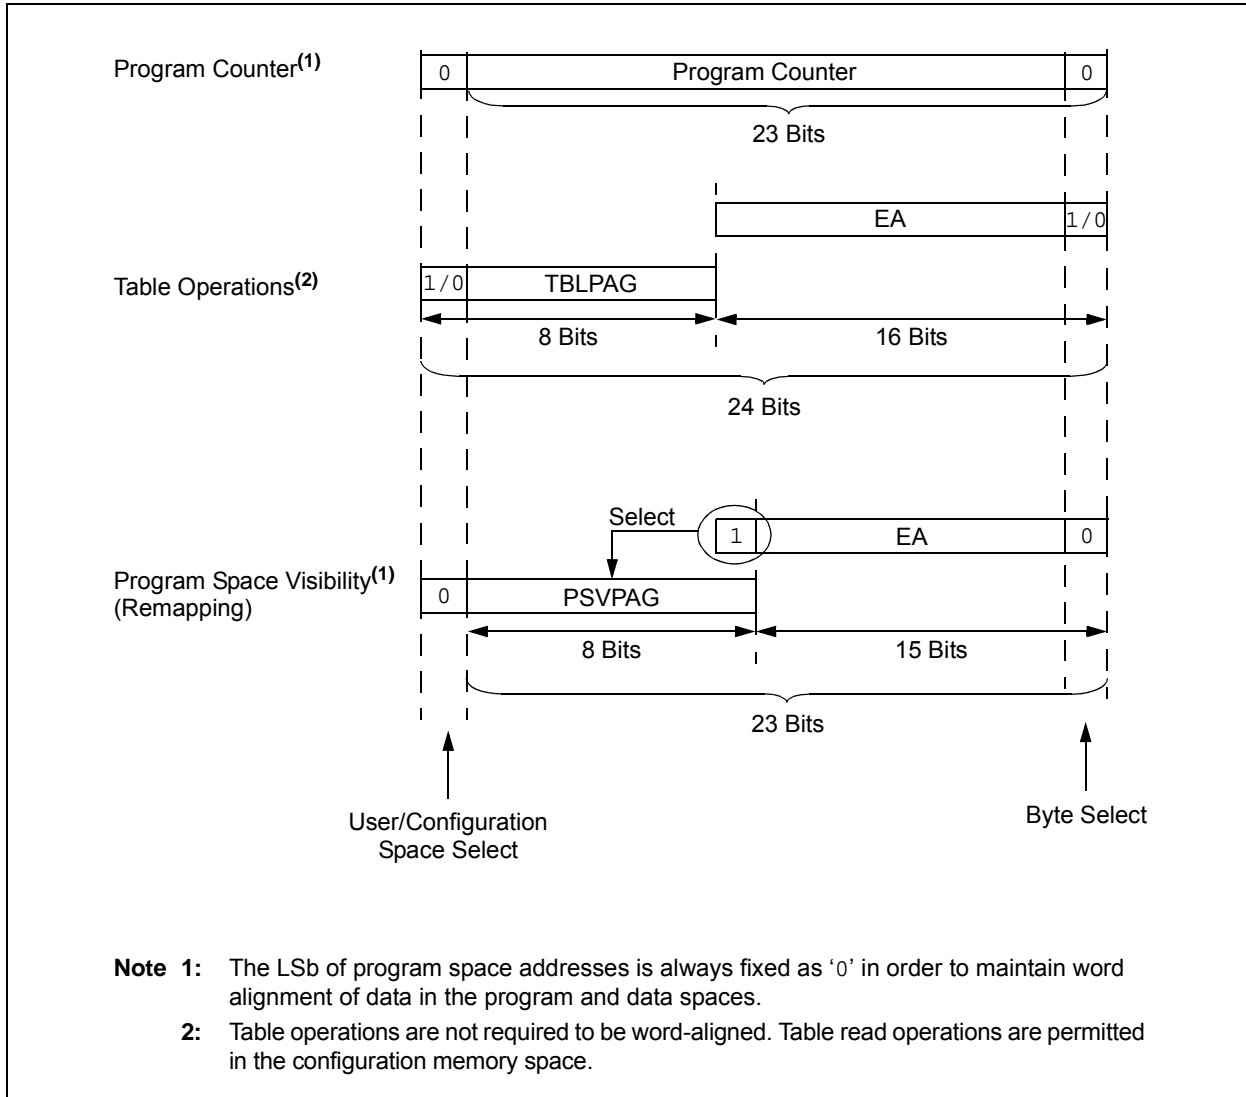 Program Counter(1)
0 Program Counter 0
23 Bits
EA 1/0
Table Operations(2)
1/0 TBLPAG
8 Bits 16 Bits
24 Bits
Select
1 EA 0
Program Space Visibility(1)
(Remapping)
0 PSVPAG
8 Bits 15 Bits
23 Bits
User/Configuration
Space Select
Byte Select
Note 1: The LSb of program space addresses is always fixed as ‘0’ in order to maintain word
alignment of data in the program and data spaces.
2: Table operations are not required to be word-aligned. Table read operations are permitted
in the configuration memory space.